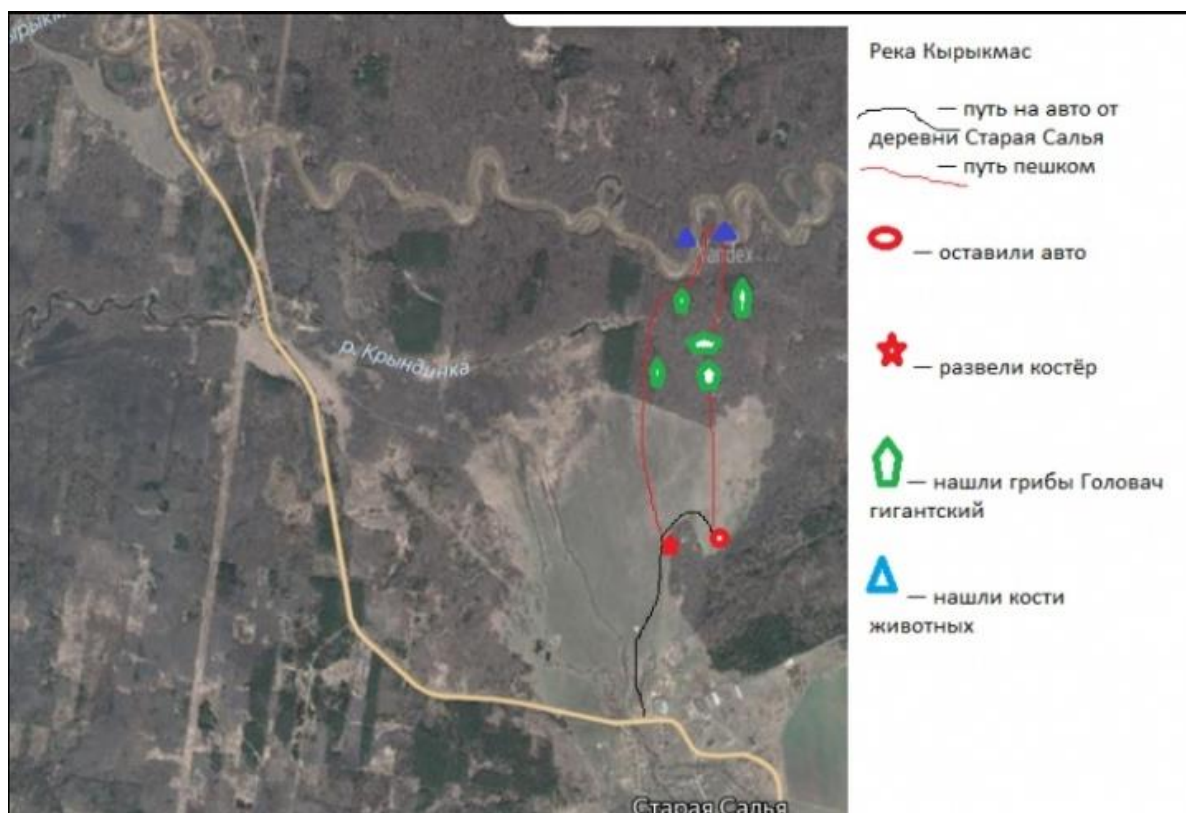 Река Кырыкмас
— путь на авто от
деревни Старая Салья
— путь пешком
— оставили авто
— развели костёр
— нашли грибы Головач
гигантский
— нашли кости
животных
р. Крындинка
Yandex
Старая Салья